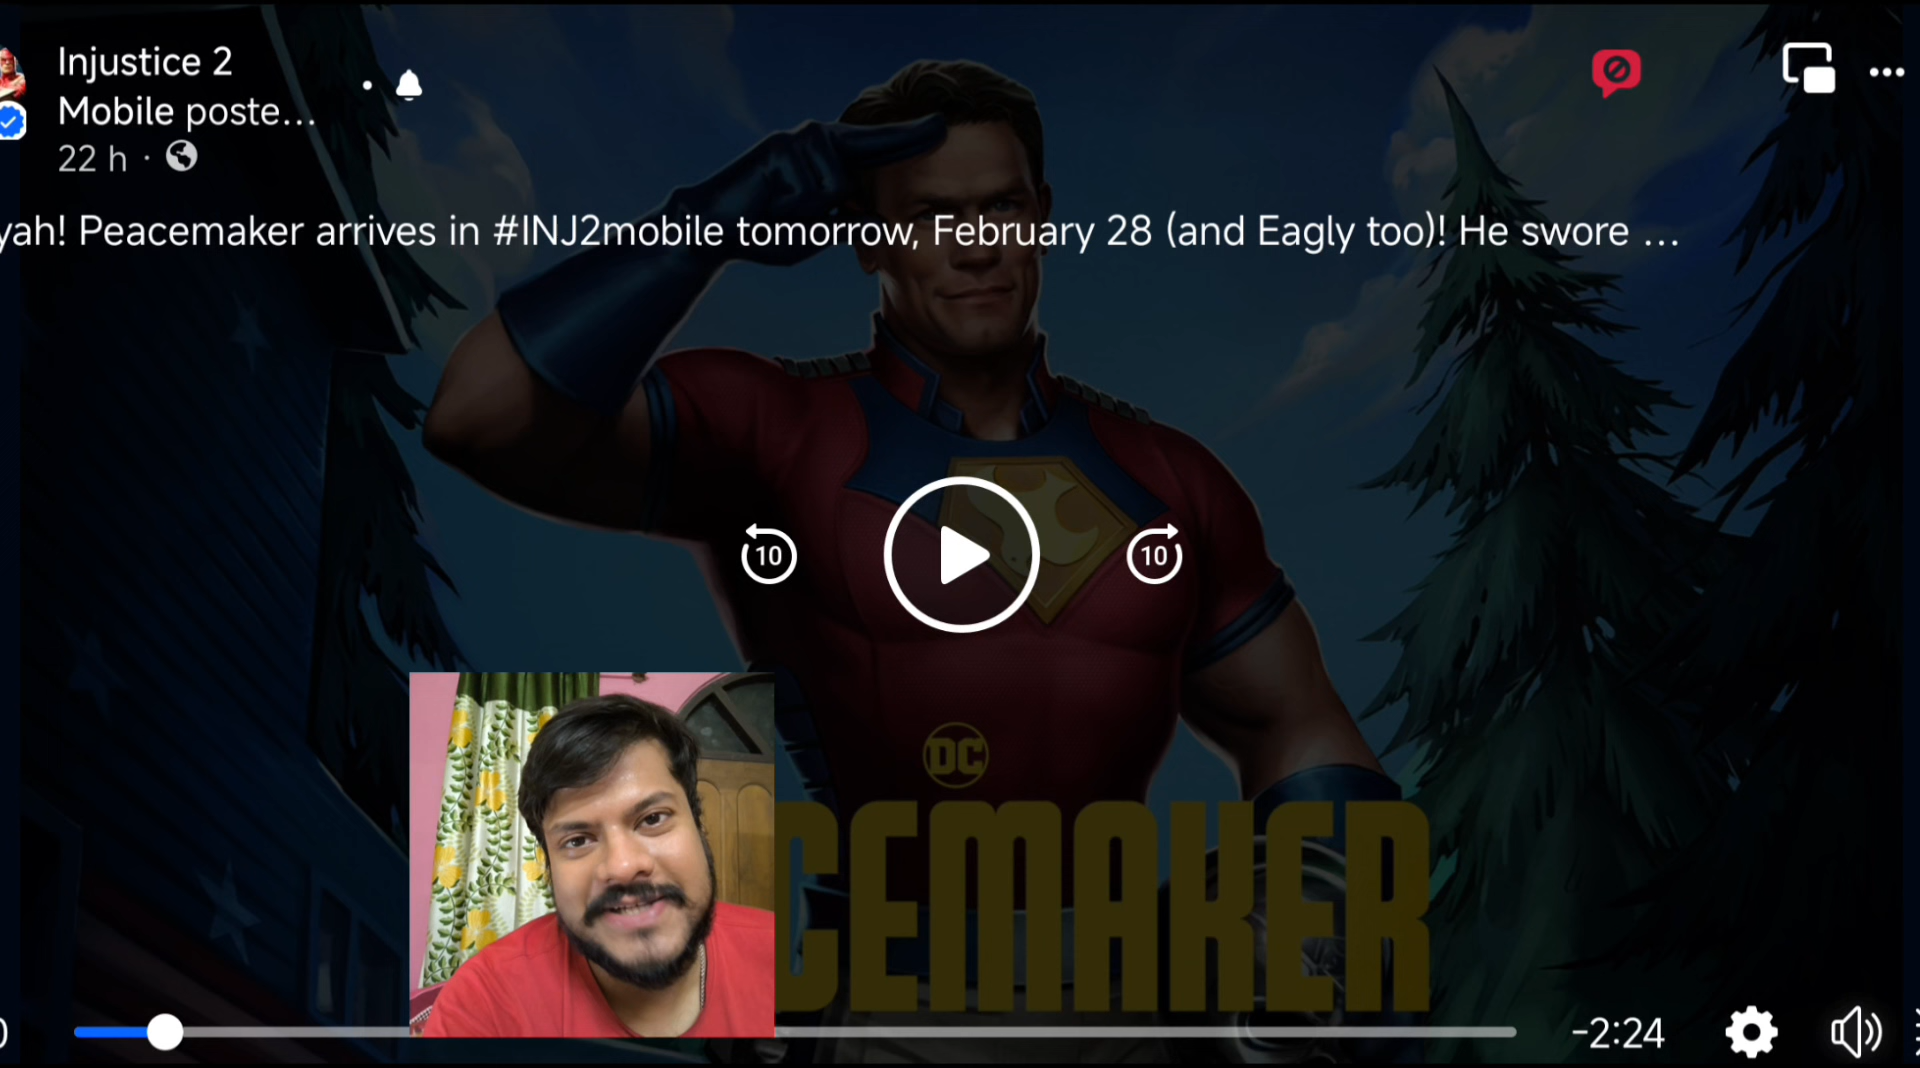 Injustice 2
Mobile poste...
22 h ·
yah! Peacemaker arrives in #INJ2mobile tomorrow, February 28 (and Eagly too)! He swore ...
10
10
DC
CEMAKER
-2:24